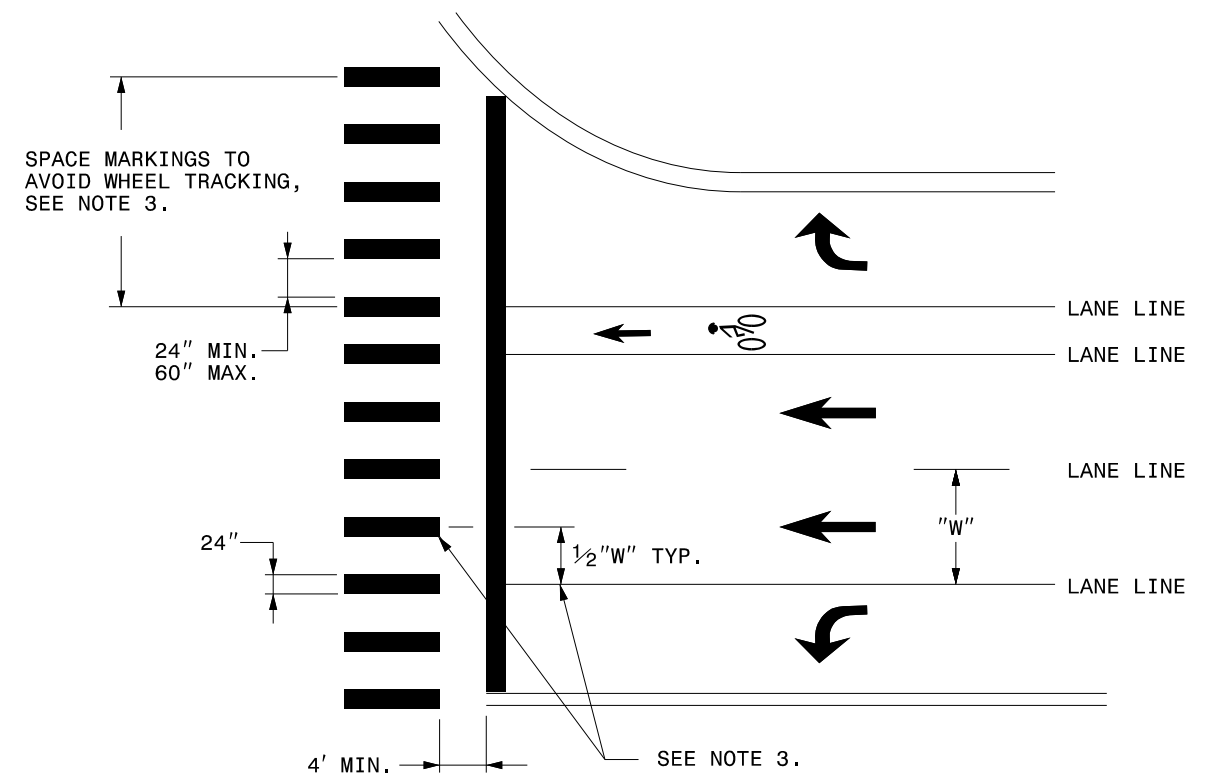 SPACE MARKINGS TO
AVOID WHEEL TRACKING,
SEE NOTE 3.
24" MIN.
60" MAX.
LANE LINE
LANE LINE
LANE LINE
"W"
24"
½"W" TYP.
LANE LINE
4' MIN.
SEE NOTE 3.